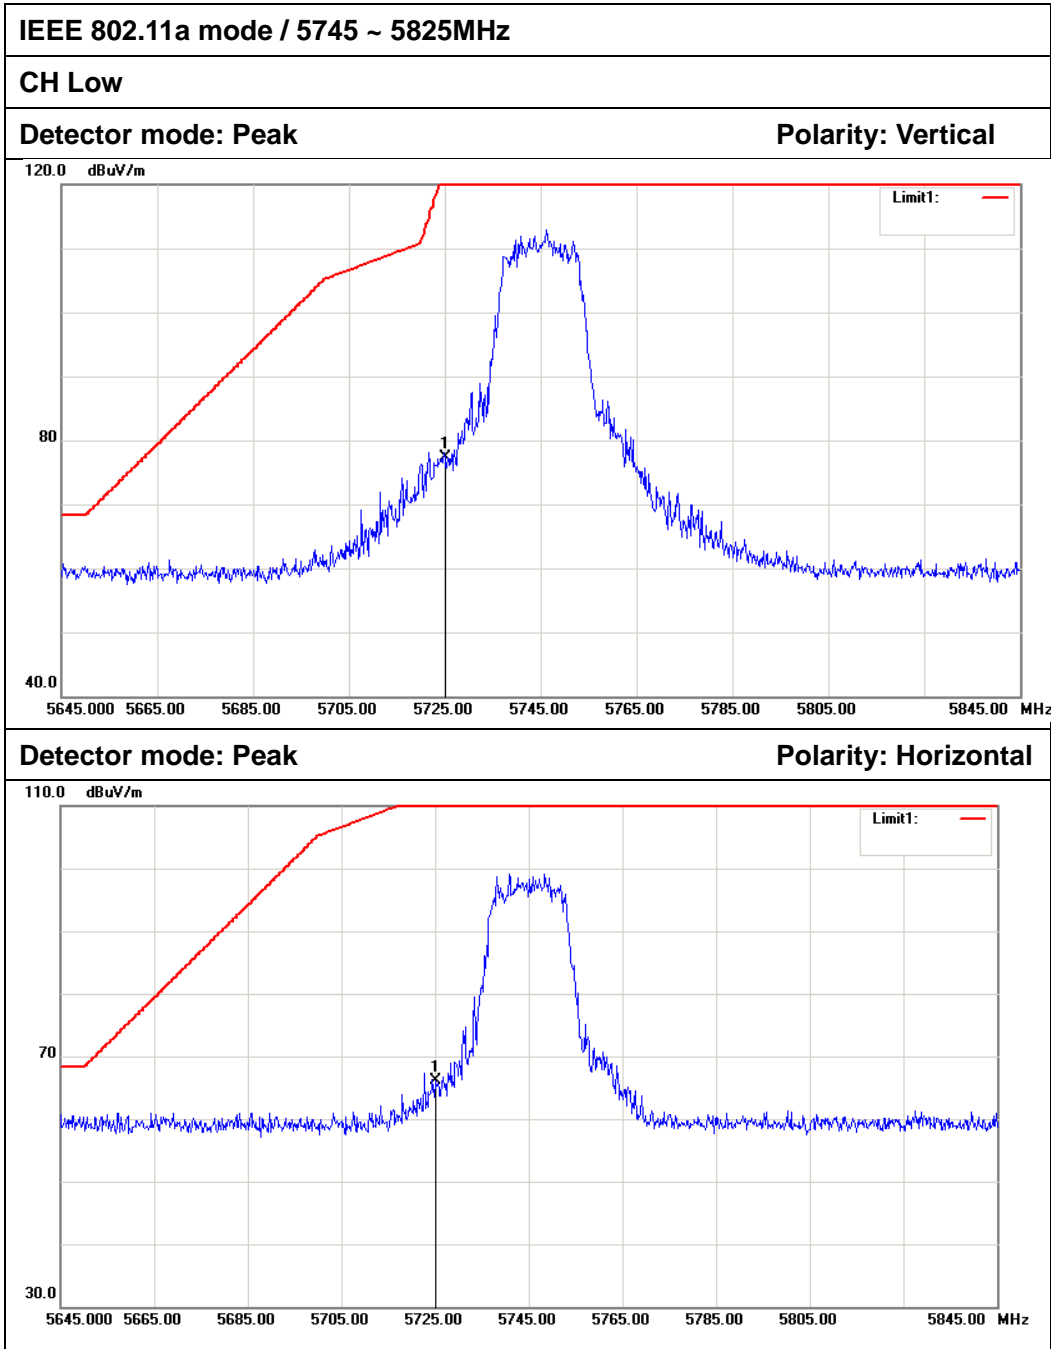 IEEE 802.11a mode / 5745 ~ 5825MHz
CH Low
Detector mode: Peak Polarity: Vertical
120.0 dBuV/m
Limit1:
1
80
40.0
5645.000 5665.00 5685.00 5705.00 5725.00 5745.00 5765.00 5785.00 5805.00 5845.00 MHz
Detector mode: Peak Polarity: Horizontal
110.0 dBuV/m
Limit1:
1
70
30.0
5645.000 5665.00 5685.00 5705.00 5725.00 5745.00 5765.00 5785.00 5805.00 5845.00 MHz